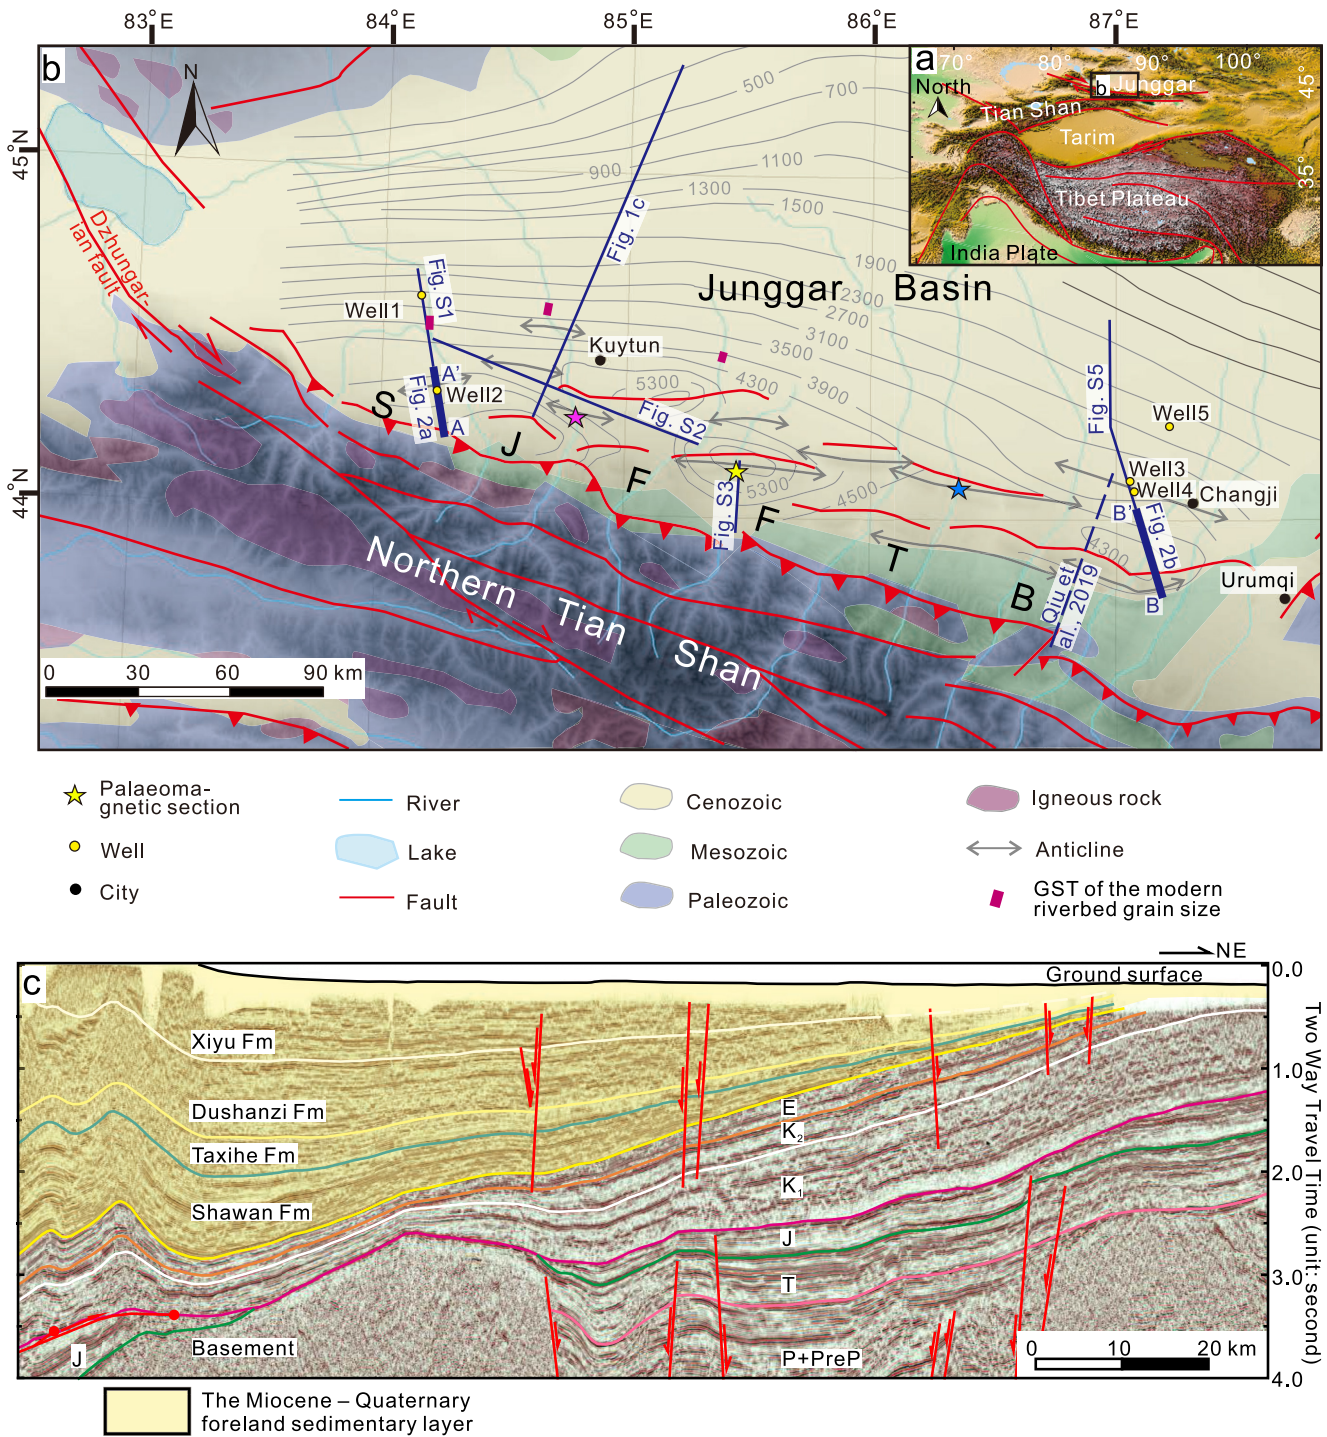 83°E 84°E 85°E 86°E 87°E
b
N
45°N
44°N
a
70° 80° 90° 100°
45°
35°
North
b
Junggar
Tian Shan
Tarim
Tibet Plateau
India Plate
500
700
900
1100
1300
1500
1900
2300
2700
3100
3500
3900
4300
5300
4500
5300
4300
Dzhungar-
ian fault
Fig. 1c
Fig. S1
Well1
Junggar Basin
Kuytun
A'
Well2
Fig. 2a
A
Fig. S2
Fig. S3
Fig. S5
Well5
Well3
Well4
Changji
B'
Fig. 2b
B
Urumqi
Qiu et
al., 2019
S J F F T B
Northern Tian Shan
0 30 60 90 km
Palaeoma-
gnetic section
Well
City
River
Lake
Fault
Cenozoic
Mesozoic
Paleozoic
Igneous rock
Anticline
GST of the modern
riverbed grain size
c
NE
Ground surface
0.0
1.0
2.0
3.0
4.0
Two Way Travel Time (unit: second)
Xiyu Fm
Dushanzi Fm
Taxihe Fm
Shawan Fm
E
K2
K1
J
T
P+PreP
Basement
J
0 10 20 km
The Miocene – Quaternary
foreland sedimentary layer